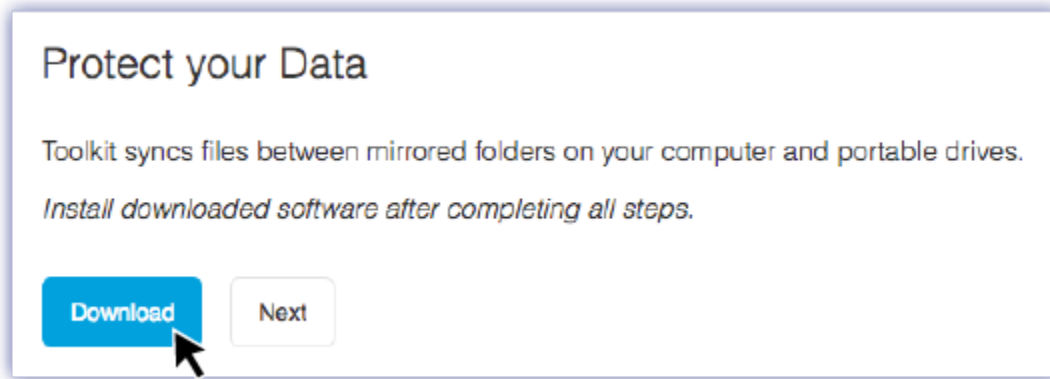 Protect your Data
Toolkit syncs files between mirrored folders on your computer and portable drives.
Install downloaded software after completing all steps.
Download Next